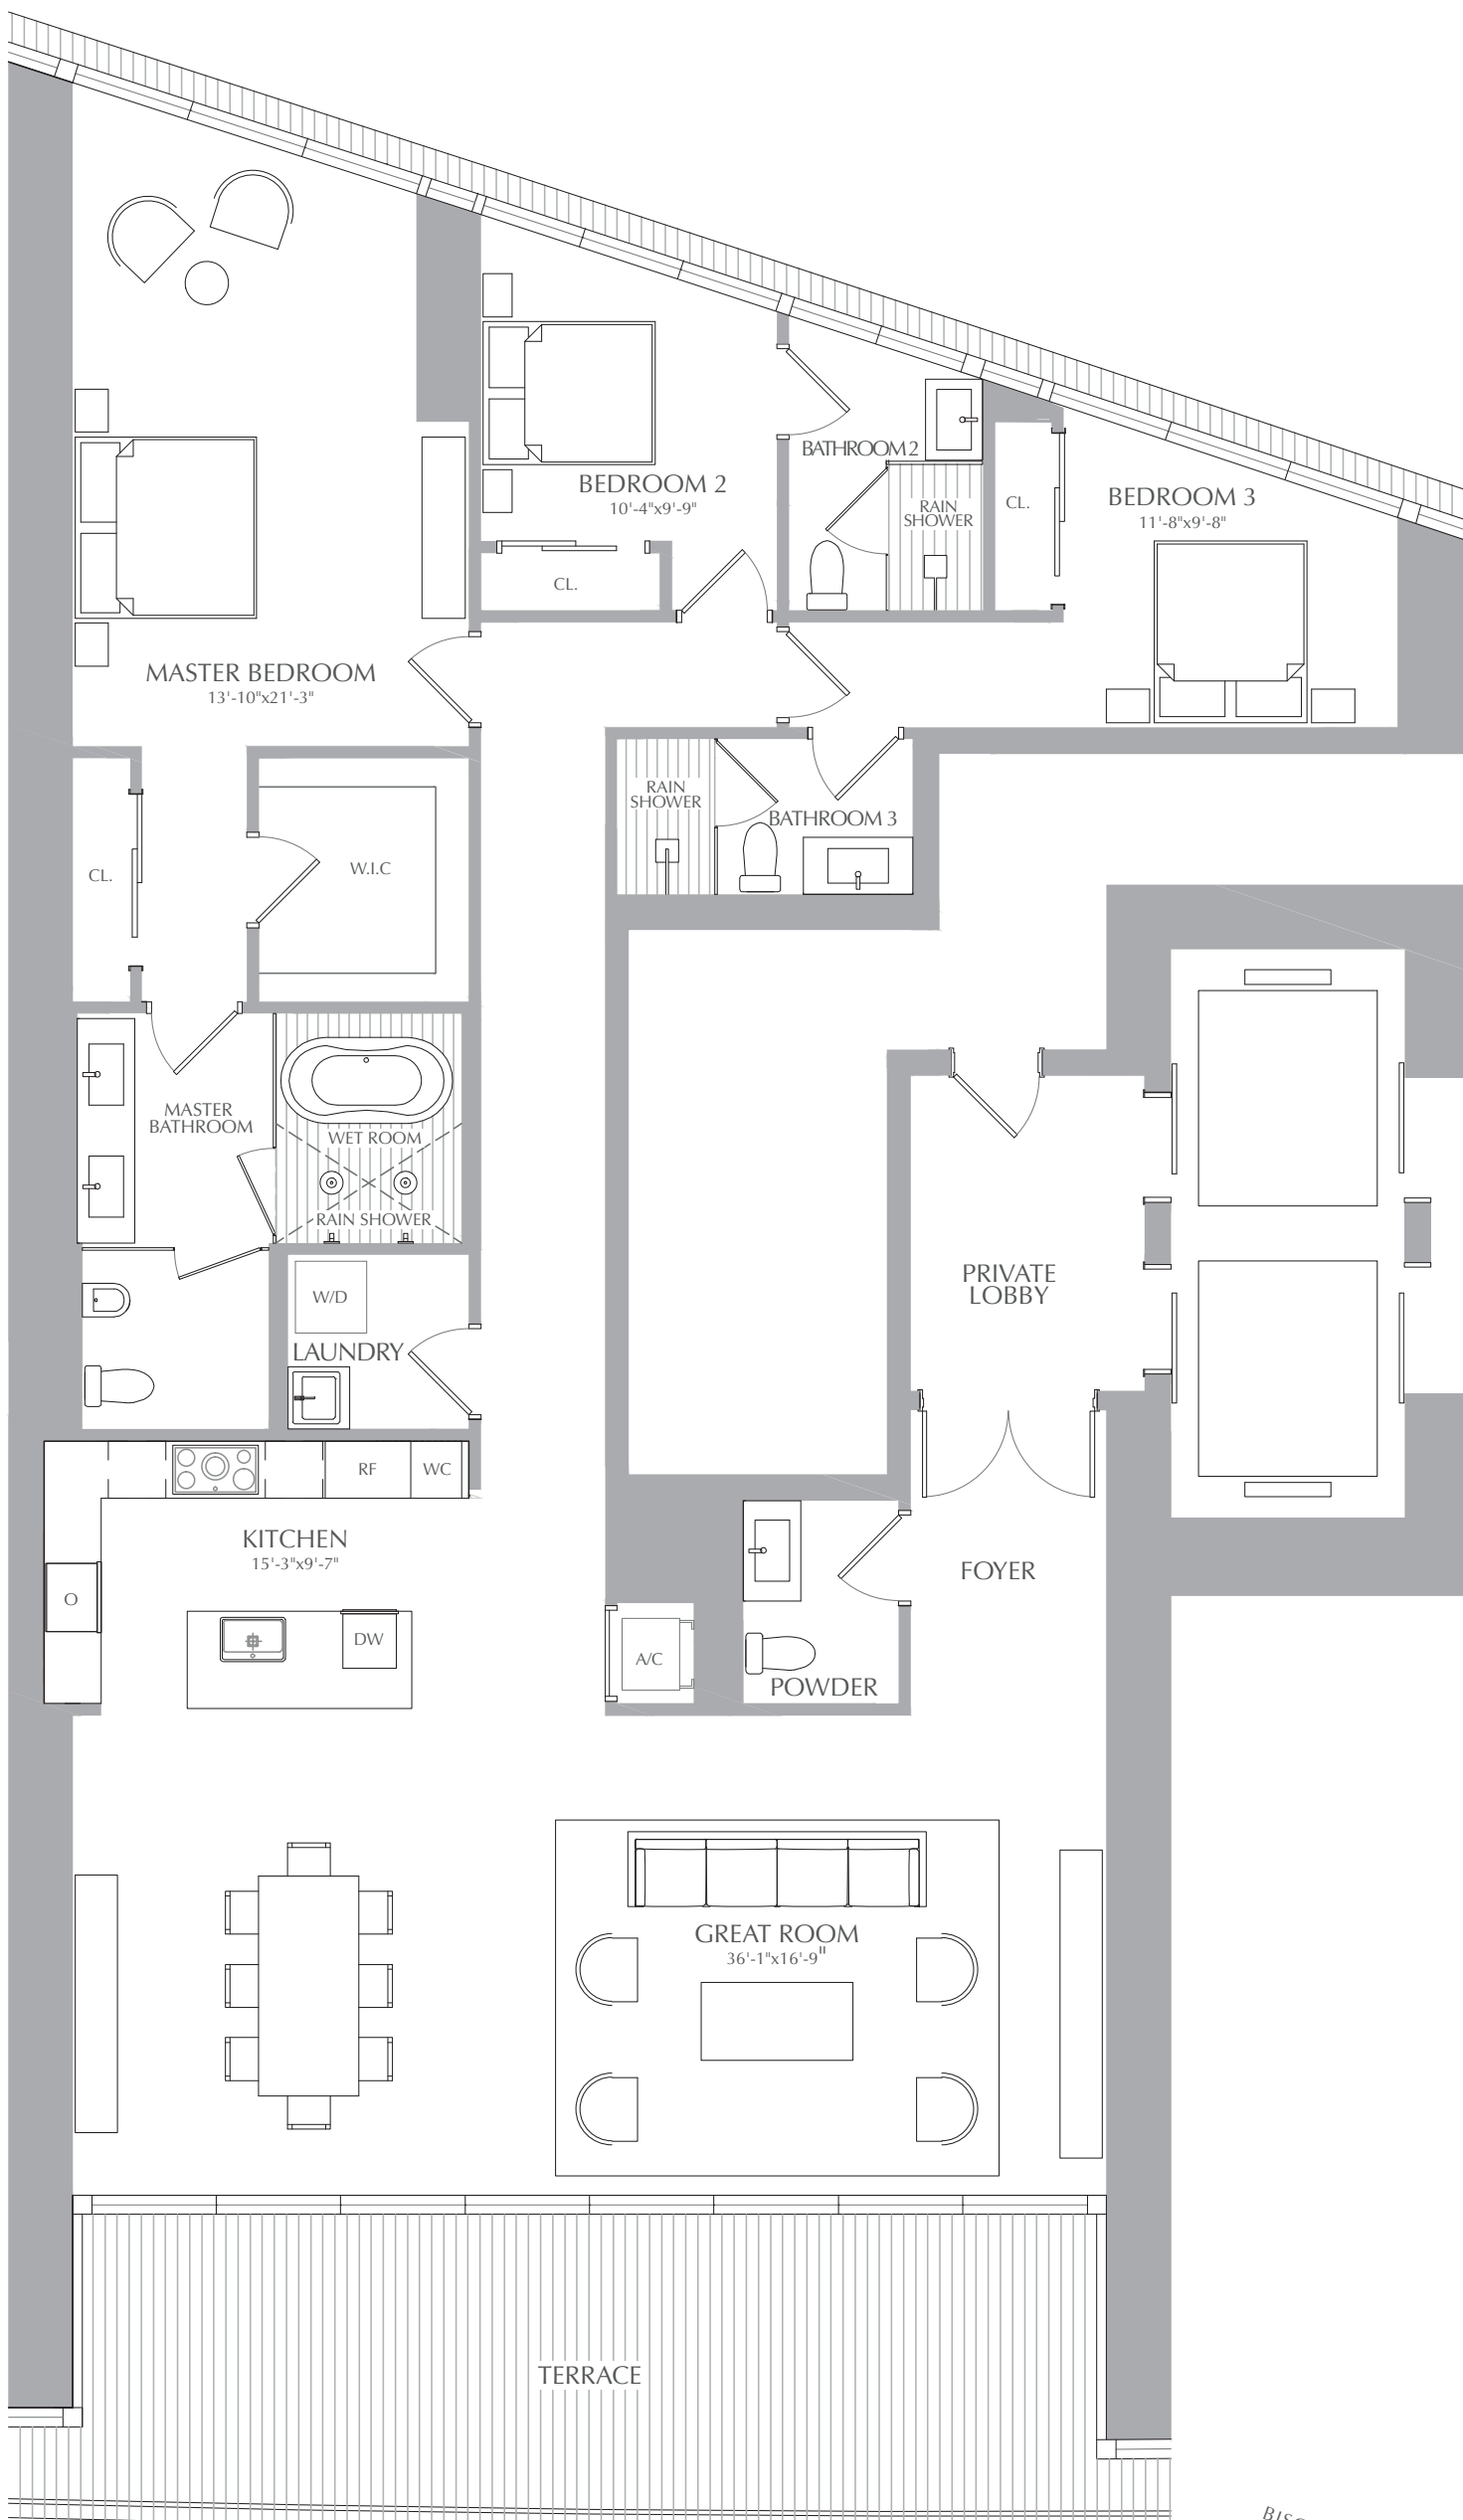 BATHROOM 2
BEDROOM 2
10'-4"x9'-9"
BEDROOM 3
11'-8"x9'-8"
CL.
RAIN
SHOWER
CL.
MASTER BEDROOM
13'-10"x21'-3"
RAIN
SHOWER
BATHROOM 3
CL.
W.I.C
MASTER
BATHROOM
WET ROOM
RAIN SHOWER
PRIVATE
LOBBY
W/D
LAUNDRY
RF
WC
KITCHEN
15'-3"x9'-7"
FOYER
O
DW
A/C
POWDER
GREAT ROOM
36'-1"x16'-9"
TERRACE